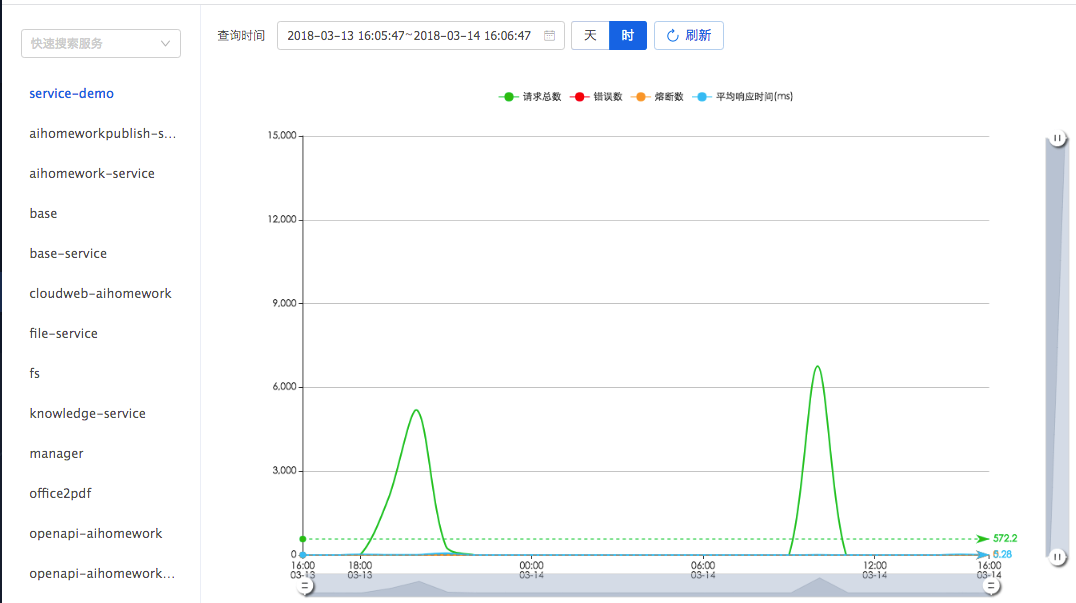 快速搜索服务
service-demo
aihomeworkpublish-s...
aihomework-service
base
base-service
cloudweb-aihomework
file-service
fs
knowledge-service
manager
office2pdf
openapi-aihomework
openapi-aihomework...
查询时间 2018-03-13 16:05:47~2018-03-14 16:06:47 天 时 刷新
请求总数 错误数 熔断数 平均响应时间(ms)
15,000
12,000
9,000
6,000
3,000
0
572.2
6.28
16:00 18:00 00:00 06:00 12:00 16:00
03-13 03-13 03-14 03-14 03-14 03-14